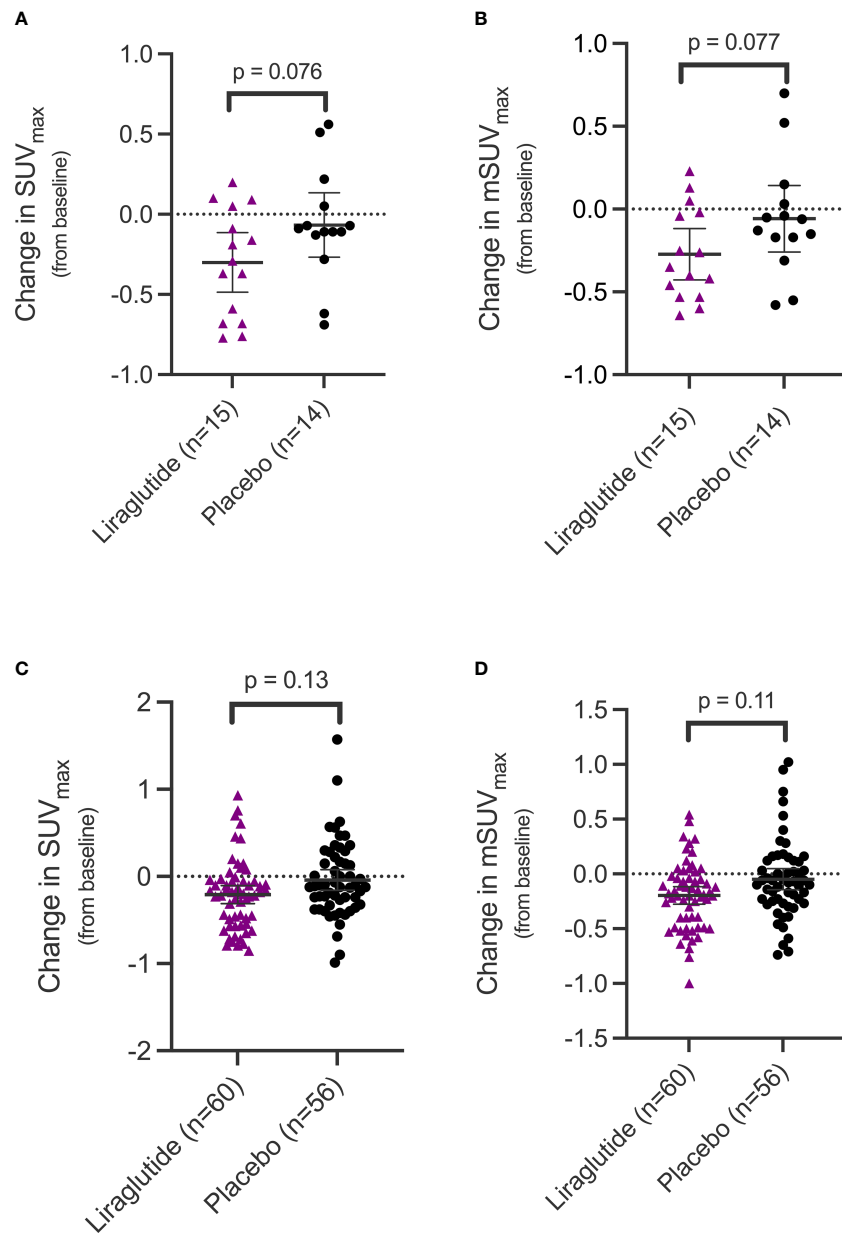 A
1.0
0.5
0.0
-0.5
-1.0
Change in SUVmax
(from baseline)
p = 0.076
Liraglutide (n=15)
Placebo (n=14)
B
1.0
0.5
0.0
-0.5
-1.0
Change in mSUVmax
(from baseline)
p = 0.077
Liraglutide (n=15)
Placebo (n=14)
C
2
1
0
-1
-2
Change in SUVmax
(from baseline)
p = 0.13
Liraglutide (n=60)
Placebo (n=56)
D
1.5
1.0
0.5
0.0
-0.5
-1.0
-1.5
Change in mSUVmax
(from baseline)
p = 0.11
Liraglutide (n=60)
Placebo (n=56)